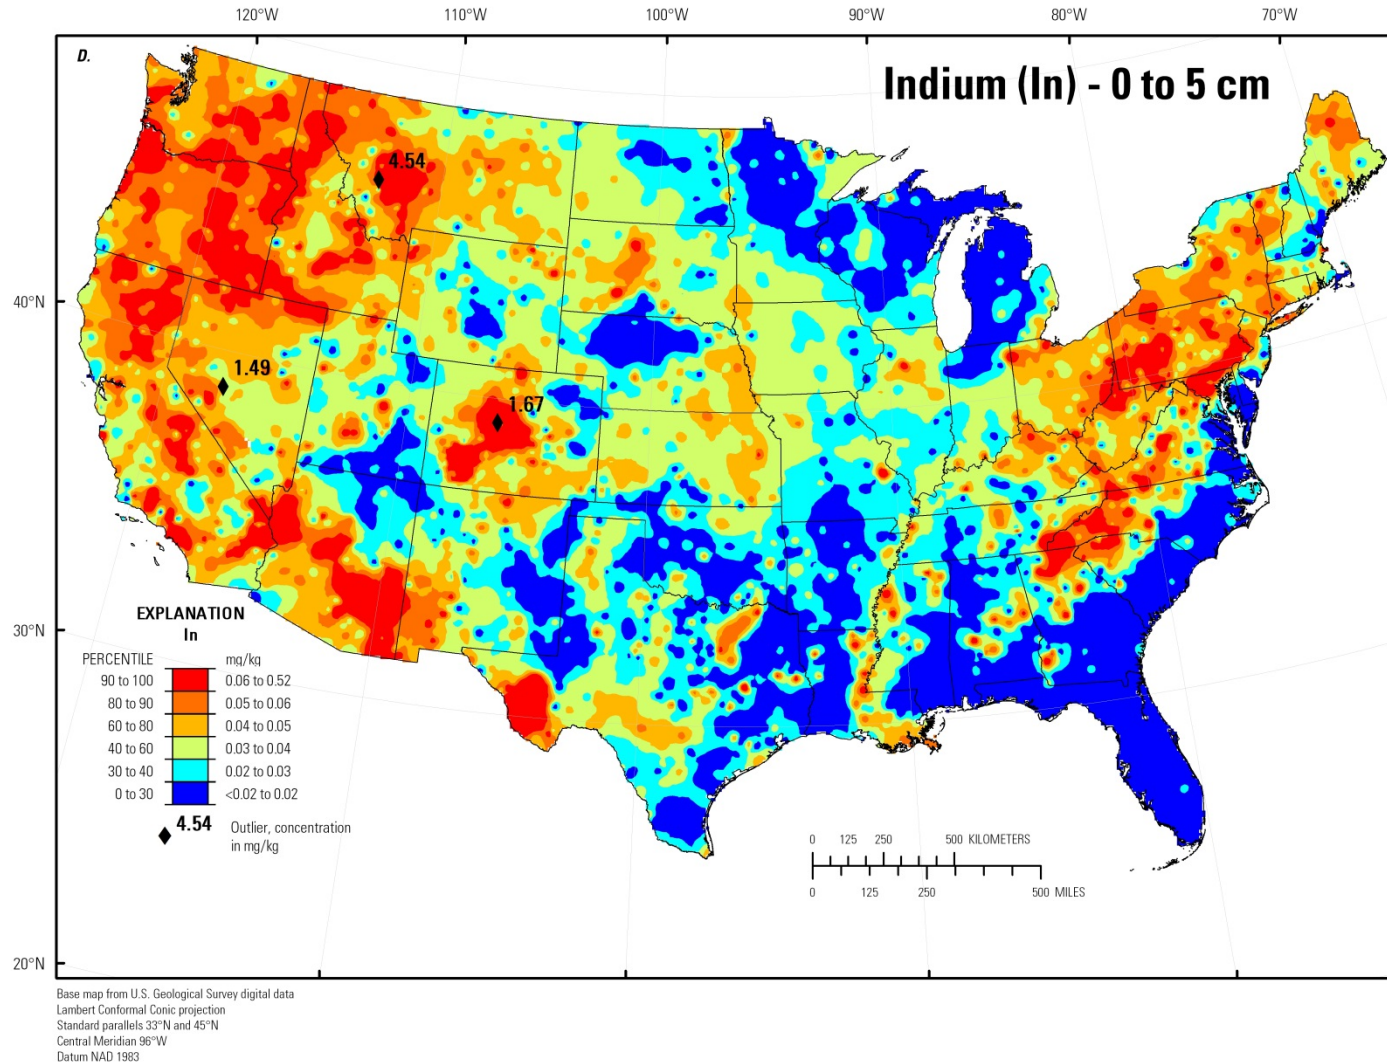 120°W 110°W 100°W 90°W 80°W 70°W
D.
Indium (In) - 0 to 5 cm
4.54
40°N
1.49
1.67
30°N
EXPLANATION
In
PERCENTILE mg/kg
90 to 100 0.06 to 0.52
80 to 90 0.05 to 0.06
60 to 80 0.04 to 0.05
40 to 60 0.03 to 0.04
30 to 40 0.02 to 0.03
0 to 30 <0.02 to 0.02
4.54 Outlier, concentration
in mg/kg
0 125 250 500 KILOMETERS
0 125 250 500 MILES
20°N
Base map from U.S. Geological Survey digital data
Lambert Conformal Conic projection
Standard parallels 33°N and 45°N
Central Meridian 96°W
Datum NAD 1983